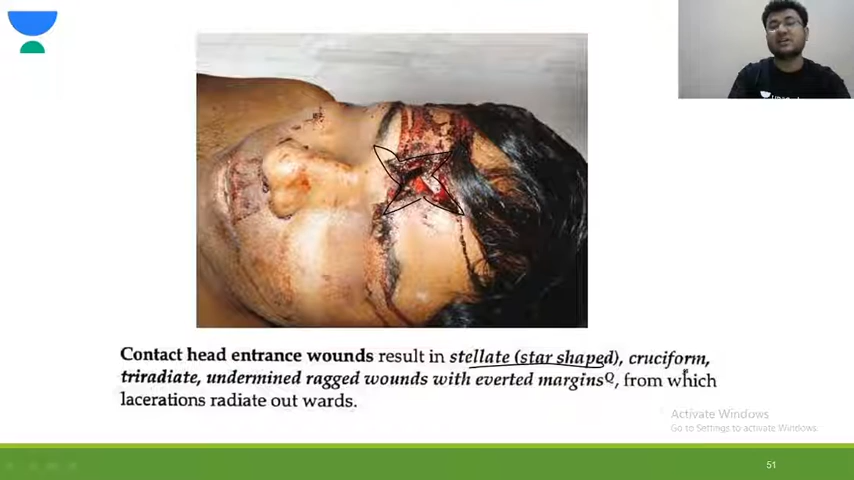 Contact head entrance wounds result in stellate (star shaped), cruciform,
triradiate, undermined ragged wounds with everted marginsQ, from which
lacerations radiate out wards.
Activate Windows
Go to Settings to activate Windows.
51